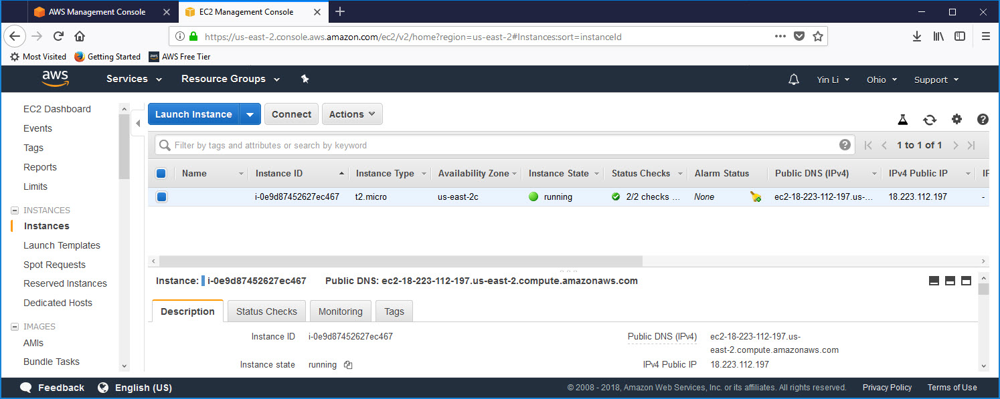 AWS Management Console
EC2 Management Console
https://us-east-2.console.aws.amazon.com/ec2/v2/home?region=us-east-2#Instances:sort=instanceId
Most Visited Getting Started AWS Free Tier
aws Services Resource Groups Yin Li Ohio Support
EC2 Dashboard
Events
Tags
Reports
Limits
INSTANCES
Instances
Launch Templates
Spot Requests
Reserved Instances
Dedicated Hosts
IMAGES
AMIs
Bundle Tasks
Launch Instance Connect Actions
Filter by tags and attributes or search by keyword 1 to 1 of 1
Name Instance ID Instance Type Availability Zone Instance State Status Checks Alarm Status Public DNS (IPv4) IPv4 Public IP
i-0e9d87452627ec467 t2.micro us-east-2c running 2/2 checks ... None ec2-18-223-112-197.us-... 18.223.112.197 -
Instance: i-0e9d87452627ec467 Public DNS: ec2-18-223-112-197.us-east-2.compute.amazonaws.com
Description Status Checks Monitoring Tags
Instance ID i-0e9d87452627ec467 Public DNS (IPv4) ec2-18-223-112-197.us-
east-2.compute.amazonaws.com
Instance state running IPv4 Public IP 18.223.112.197
Feedback English (US) © 2008 - 2018, Amazon Web Services, Inc. or its affiliates. All rights reserved. Privacy Policy Terms of Use